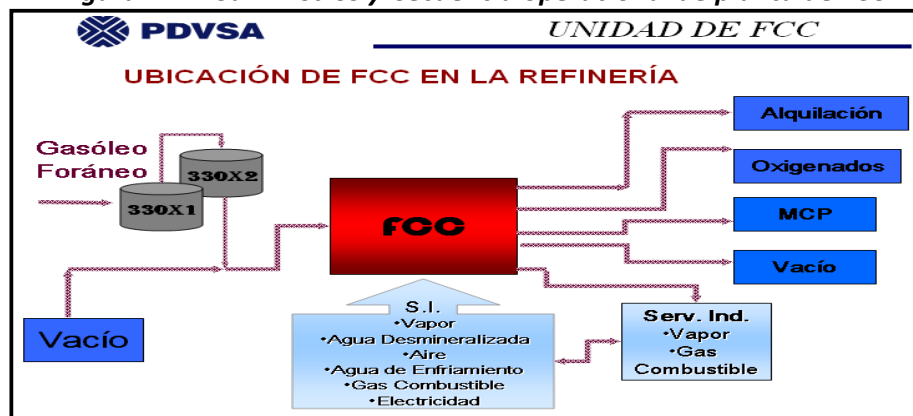 PDVSA
UNIDAD DE FCC
UBICACIÓN DE FCC EN LA REFINERÍA
Gasóleo
Foráneo
330X1
330X2
Vacío
FCC
Alquilación
Oxigenados
MCP
Vacío
S.I.
•Vapor
•Agua Desmineralizada
•Aire
•Agua de Enfriamiento
•Gas Combustible
•Electricidad
Serv. Ind.
•Vapor
•Gas
Combustible